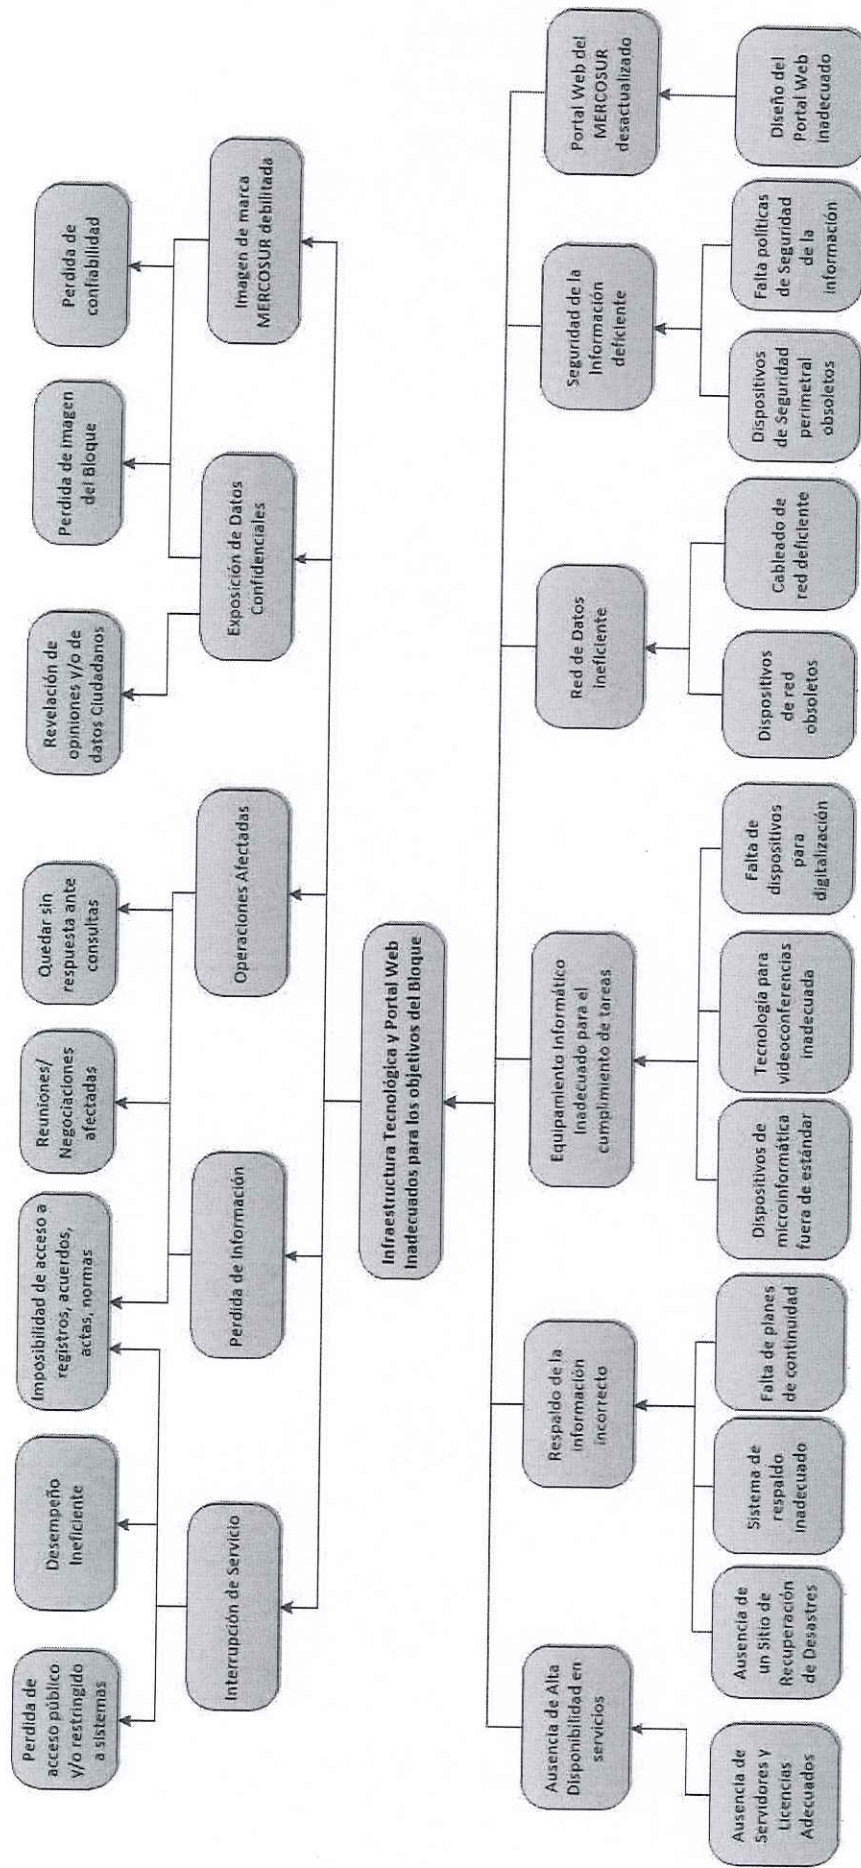 Perdida de
acceso público
y/o restringido
a sistemas
Desempeño
Ineficiente
Imposibilidad de acceso a
registros, acuerdos,
actas, normas
Reuniones/
Negociaciones
afectadas
Quedar sin
respuesta ante
consultas
Revelación de
opiniones y/o de
datos Ciudadanos
Perdida de imagen
del Bloque
Perdida de
confiabilidad
Interrupción de Servicio
Perdida de Información
Operaciones Afectadas
Exposición de Datos
Confidenciales
Imagen de marca
MERCOSUR debilitada
Infraestructura Tecnológica y Portal Web
Inadecuados para los objetivos del Bloque
Ausencia de Alta
Disponibilidad en
servicios
Respaldo de la
Información
incorrecto
Equipamiento Informático
Inadecuado para el
cumplimiento de tareas
Red de Datos
ineficiente
Seguridad de la
Información
deficiente
Portal Web del
MERCOSUR
desactualizado
Ausencia de
Servidores y
Licencias
Adecuados
Ausencia de
un Sitio de
Recuperación
de Desastres
Sistema de
respaldo
inadecuado
Falta de planes
de continuidad
Dispositivos de
microinformática
fuera de estándar
Tecnología para
videoconferencias
inadecuada
Falta de
dispositivos
para
digitalización
Dispositivos
de red
obsoletos
Cableado de
red deficiente
Dispositivos
de Seguridad
perimetral
obsoletos
Falta políticas
de Seguridad
de la
información
Diseño del
Portal Web
inadecuado